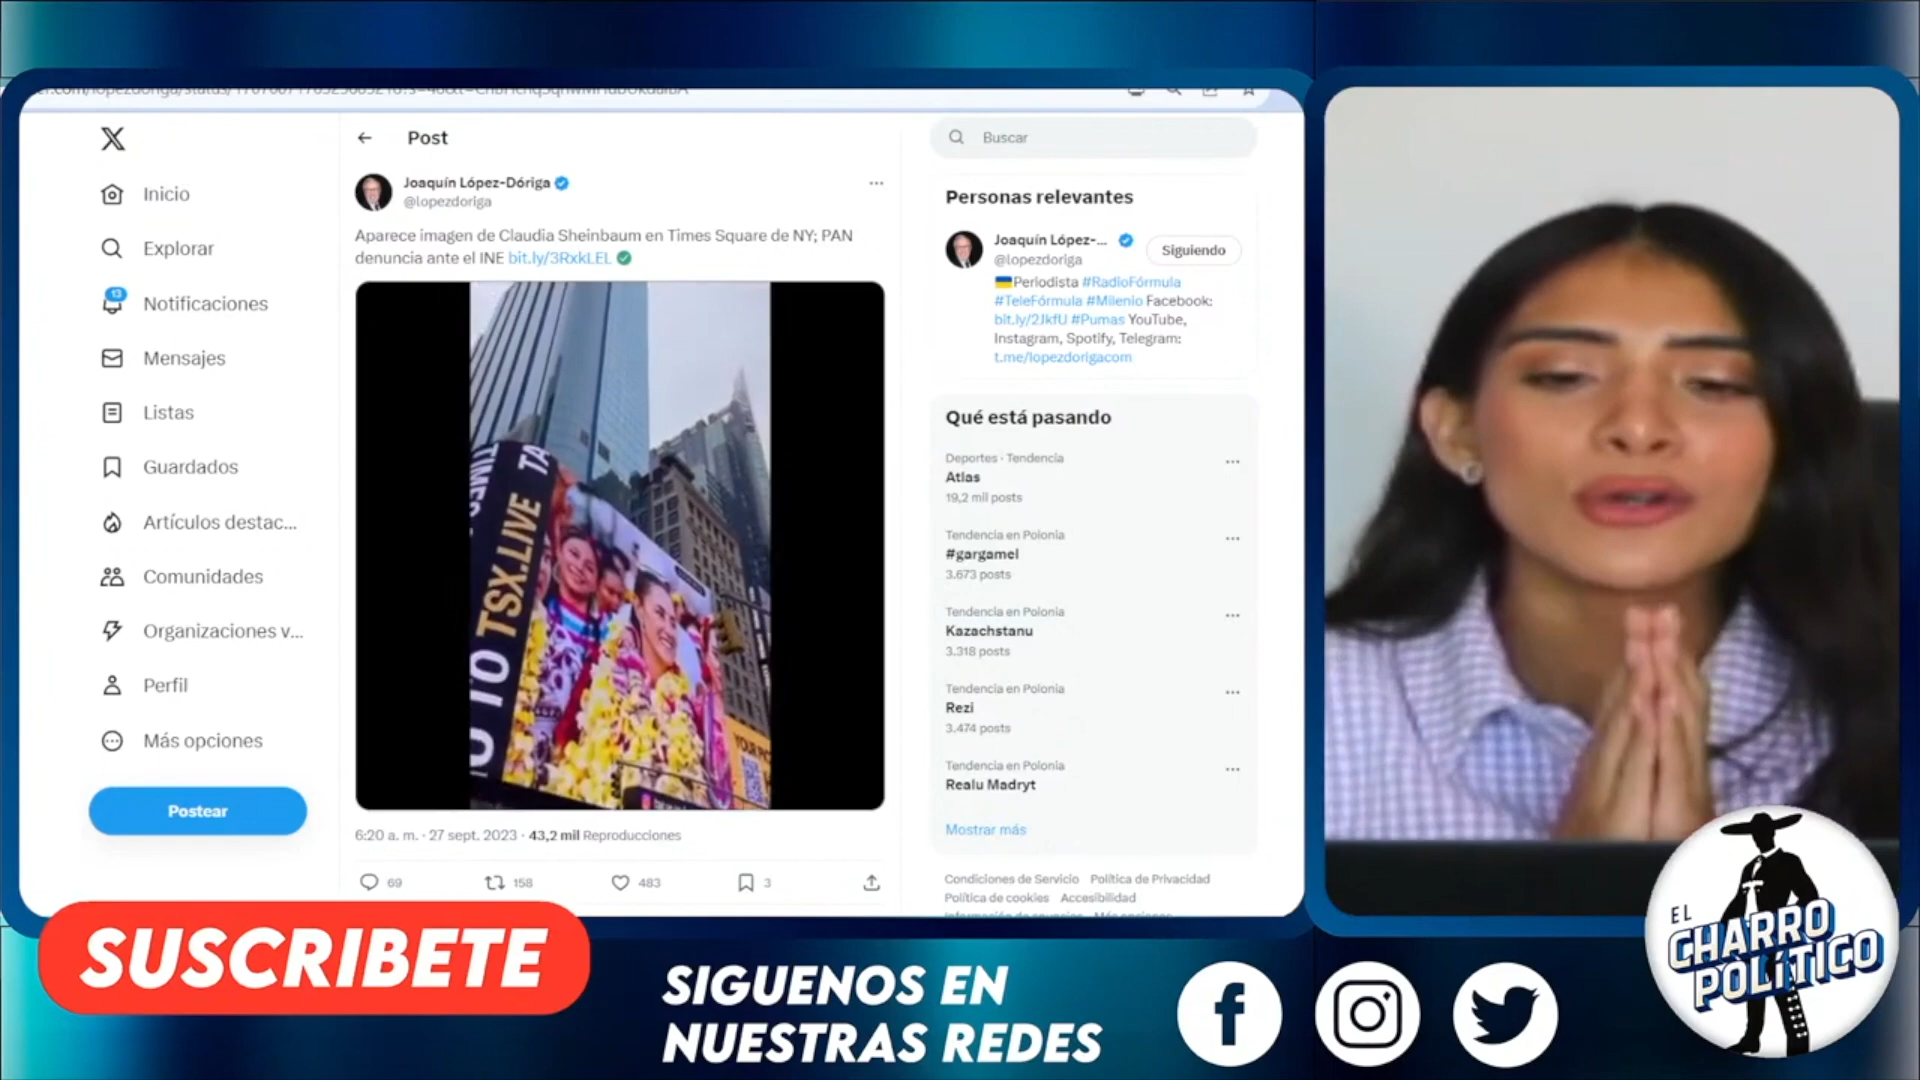 Post
Buscar
Inicio
Explorar
13
Notificaciones
Mensajes
Listas
Guardados
Artículos destac...
Comunidades
Organizaciones v...
Perfil
Más opciones
Postear
Joaquín López-Dóriga
@lopezdoriga
Aparece imagen de Claudia Sheinbaum en Times Square de NY; PAN
denuncia ante el INE bit.ly/3RxkLEL
TO TSX.LIVE
6:20 a. m. · 27 sept. 2023 · 43,2 mil Reproducciones
69 158 483 3
Personas relevantes
Joaquín López-...
@lopezdoriga
Siguiendo
Periodista #RadioFórmula
#TeleFórmula #Milenio Facebook:
bit.ly/2JkfU #Pumas YouTube,
Instagram, Spotify, Telegram:
t.me/lopezdorigacom
Qué está pasando
Deportes · Tendencia
Atlas
19,2 mil posts
Tendencia en Polonia
#gargamel
3.673 posts
Tendencia en Polonia
Kazachstanu
3.318 posts
Tendencia en Polonia
Rezi
3.474 posts
Tendencia en Polonia
Realu Madryt
Mostrar más
Condiciones de Servicio Política de Privacidad
Política de cookies Accesibilidad
SUSCRIBETE
SIGUENOS EN
NUESTRAS REDES
EL
CHARRO
POLÍTICO